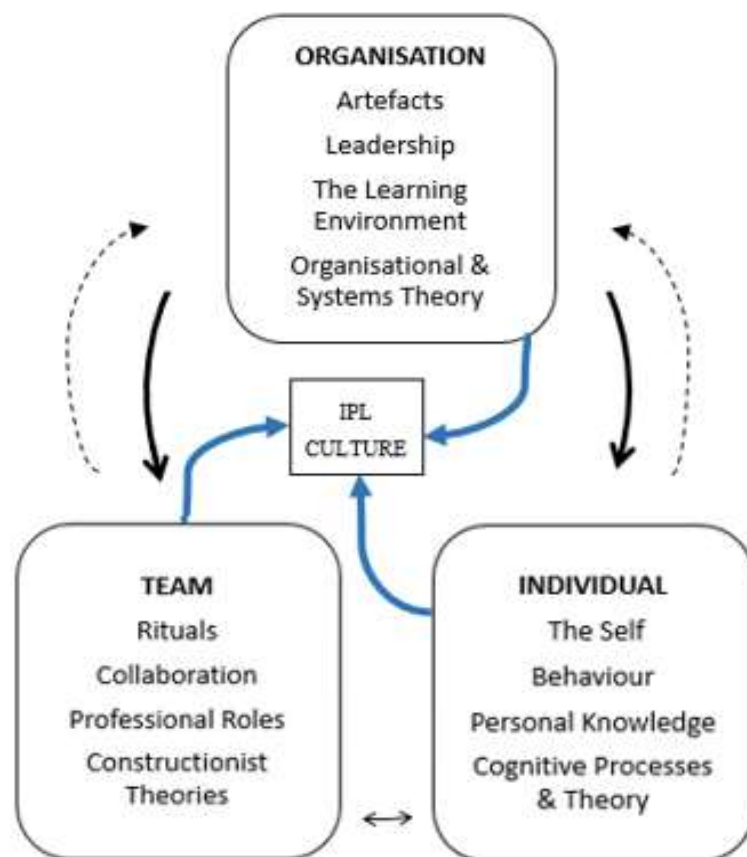 ORGANISATION
Artefacts
Leadership
The Learning
Environment
Organisational &
Systems Theory
IPL
CULTURE
TEAM
Rituals
Collaboration
Professional Roles
Constructionist
Theories
INDIVIDUAL
The Self
Behaviour
Personal Knowledge
Cognitive Processes
& Theory